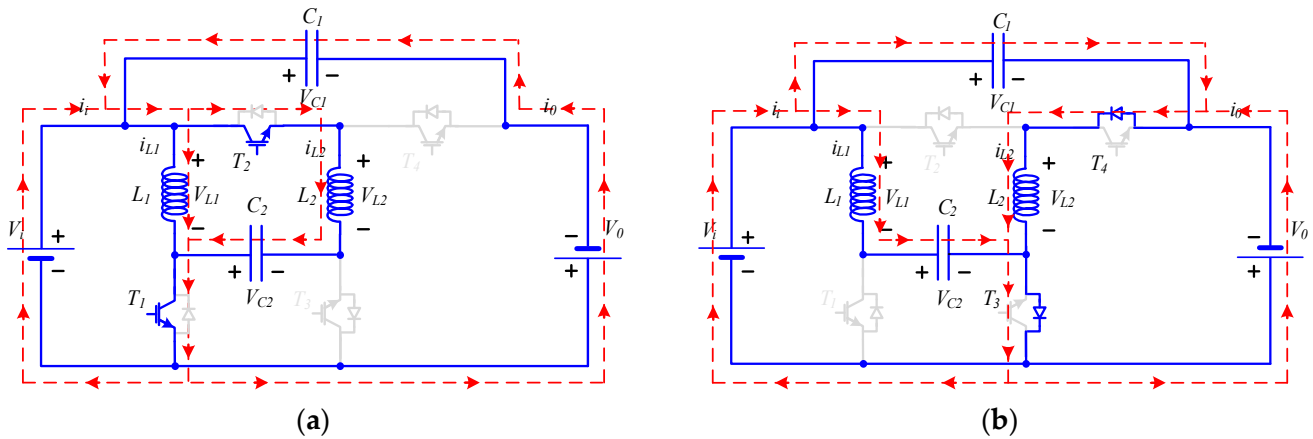 C1
+ −
VC1
ii
i0
iL1
T2
iL2
T4
+
+
L1
VL1
C2
L2
VL2
−
−
Vi
+
−
+ −
VC2
−
V0
+
T1
T3
(a)
C1
+ −
VC1
ii
i0
iL1
T2
iL2
T4
+
+
L1
VL1
C2
L2
VL2
−
−
Vi
+
−
+ −
VC2
−
V0
+
T1
T3
(b)